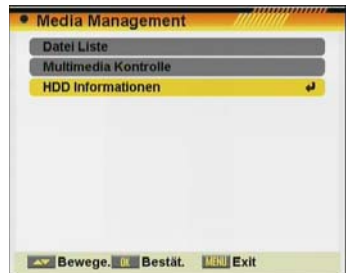 Media Management
Datei Liste
Multimedia Kontrolle
HDD Informationen
Bewege. OK Bestät. MENU Exit